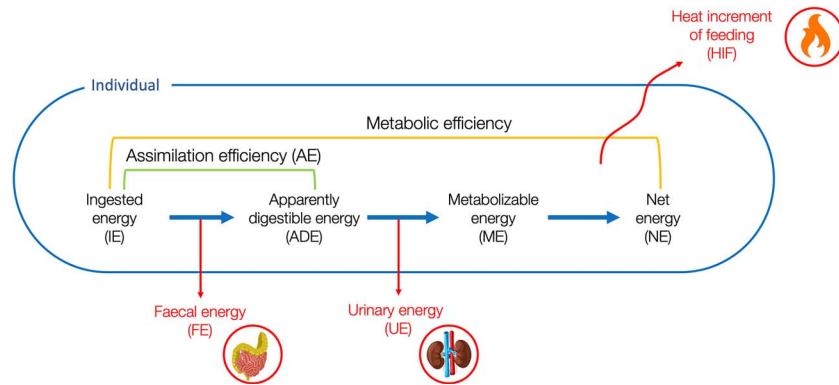 Heat increment
of feeding
(HIF)
Individual
Metabolic efficiency
Assimilation efficiency (AE)
Ingested
energy
(IE)
Apparently
digestible energy
(ADE)
Metabolizable
energy
(ME)
Net
energy
(NE)
Faecal energy
(FE)
Urinary energy
(UE)